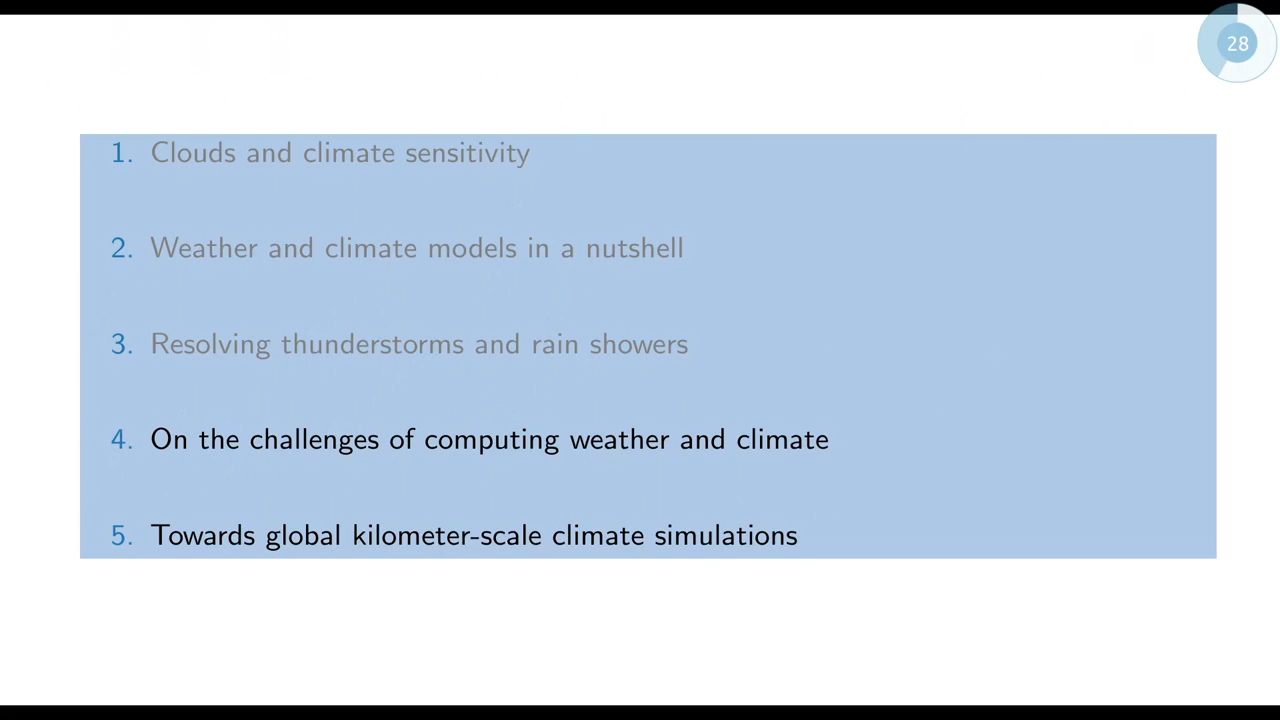 28
1. Clouds and climate sensitivity
2. Weather and climate models in a nutshell
3. Resolving thunderstorms and rain showers
4. On the challenges of computing weather and climate
5. Towards global kilometer-scale climate simulations